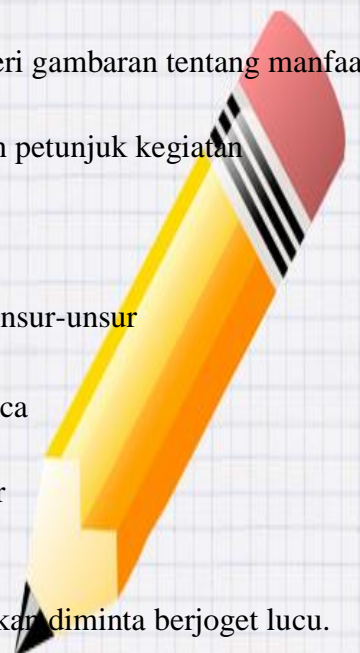 eri gambaran tentang manfaa
n petunjuk kegiatan
nsur-unsur
ca
r
kan diminta berjoget lucu.